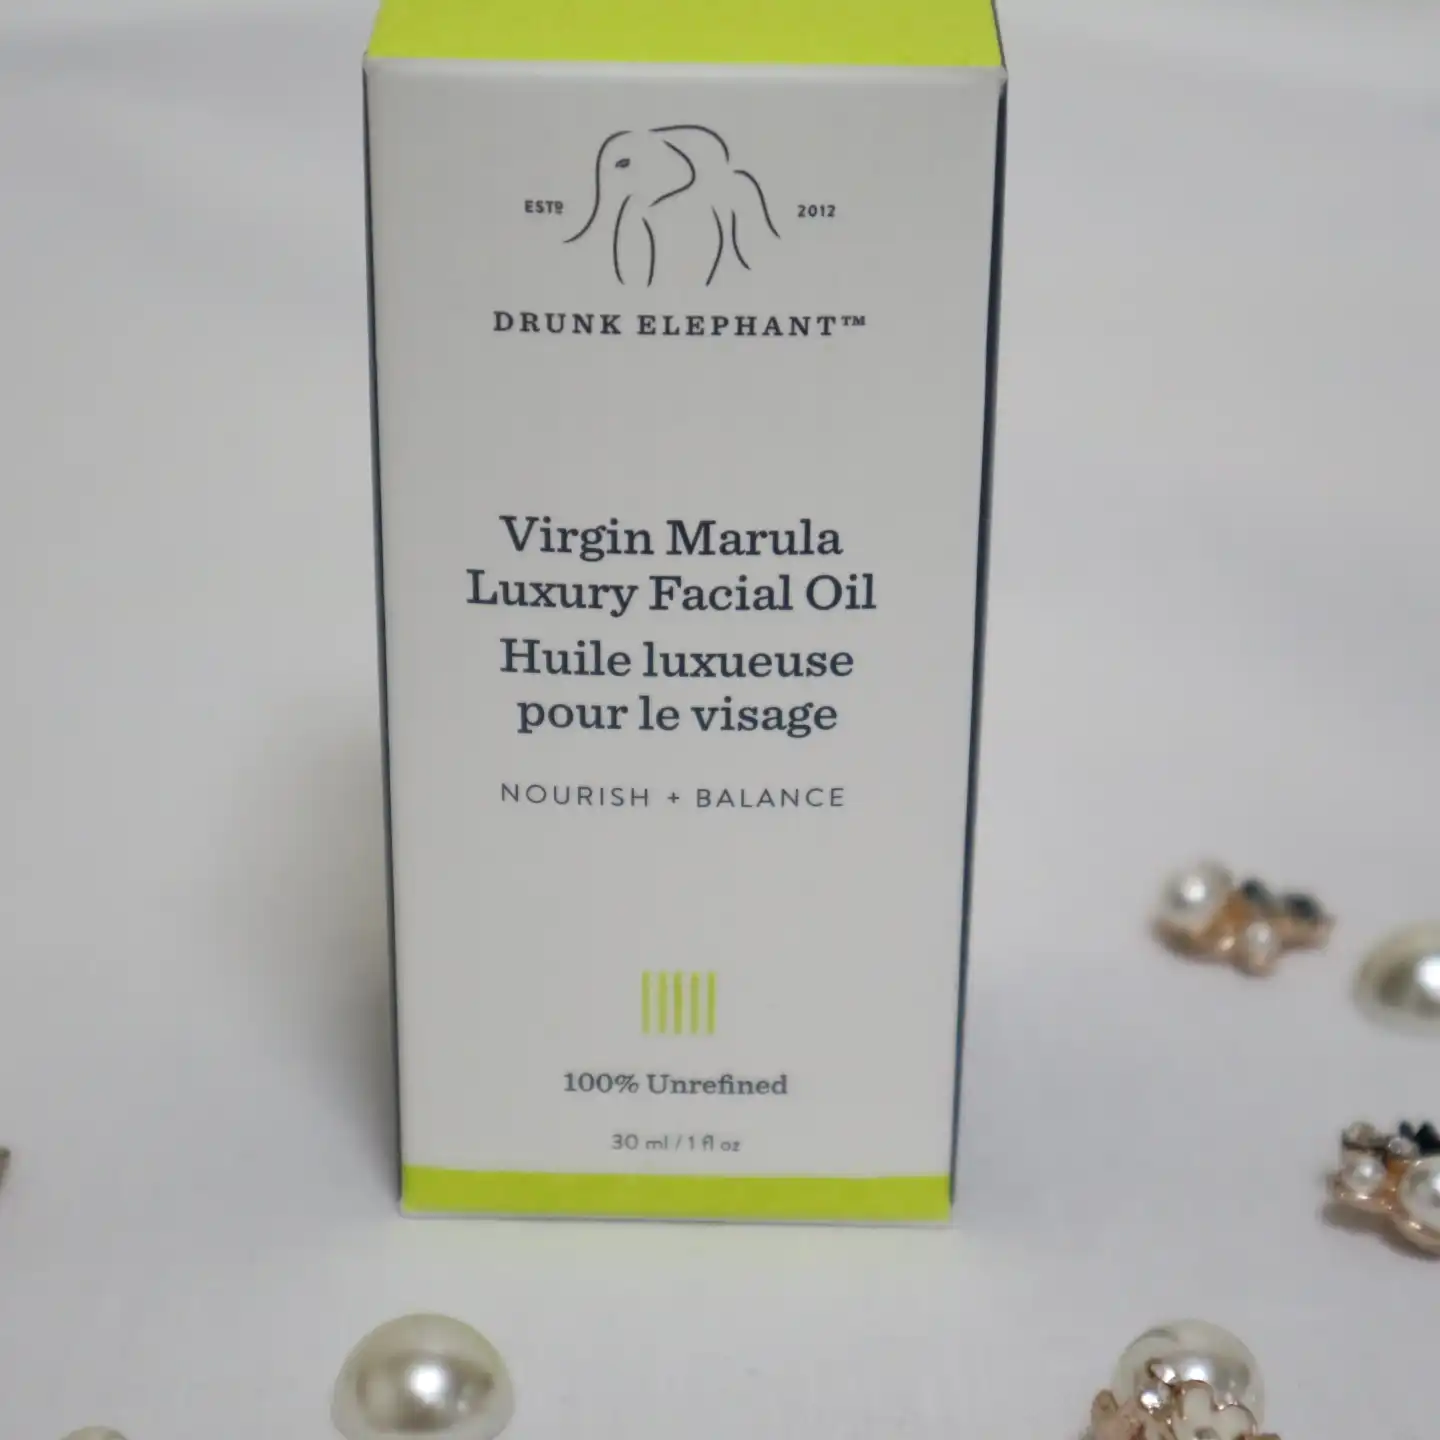 ESTD 2012
DRUNK ELEPHANT™
Virgin Marula
Luxury Facial Oil
Huile luxueuse
pour le visage
NOURISH + BALANCE
100% Unrefined
30 ml / 1 fl oz